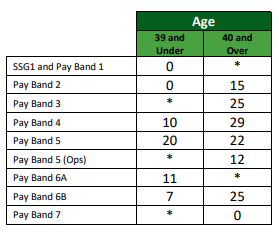 Age
39 and Under 40 and Over
SSG1 and Pay Band 1 0 *
Pay Band 2 0 15
Pay Band 3 * 25
Pay Band 4 10 29
Pay Band 5 20 22
Pay Band 5 (Ops) * 12
Pay Band 6A 11 *
Pay Band 6B 7 25
Pay Band 7 * 0